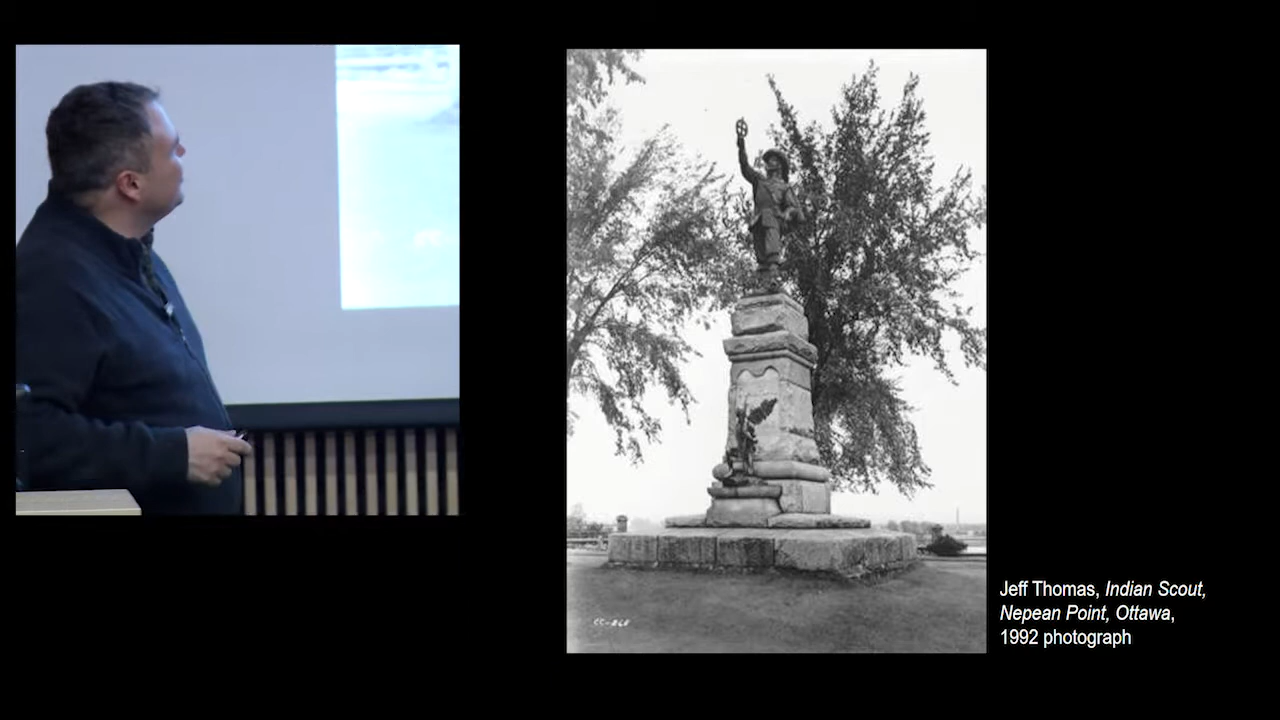 Jeff Thomas, Indian Scout,
Nepean Point, Ottawa,
1992 photograph